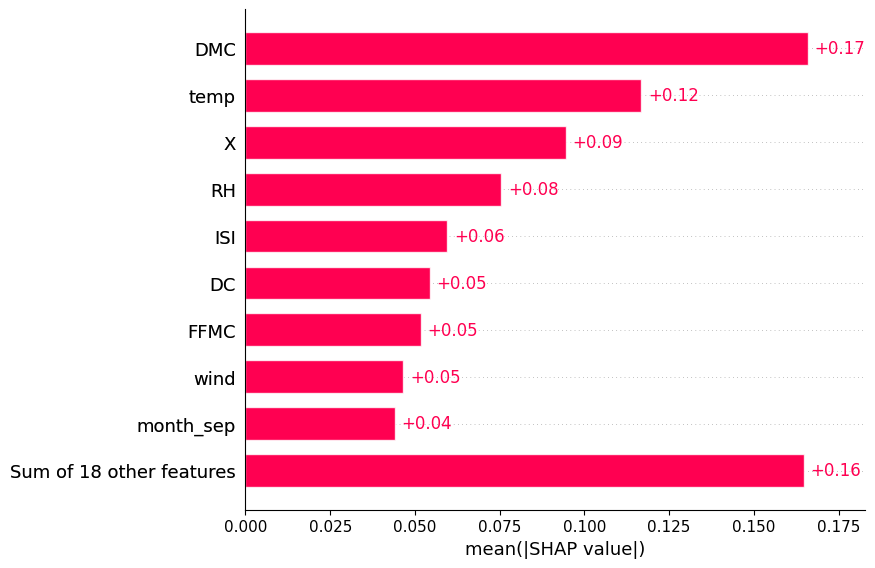 DMC +0.17
temp +0.12
X +0.09
RH +0.08
ISI +0.06
DC +0.05
FFMC +0.05
wind +0.05
month_sep +0.04
Sum of 18 other features +0.16
0.000 0.025 0.050 0.075 0.100 0.125 0.150 0.175
mean(|SHAP value|)